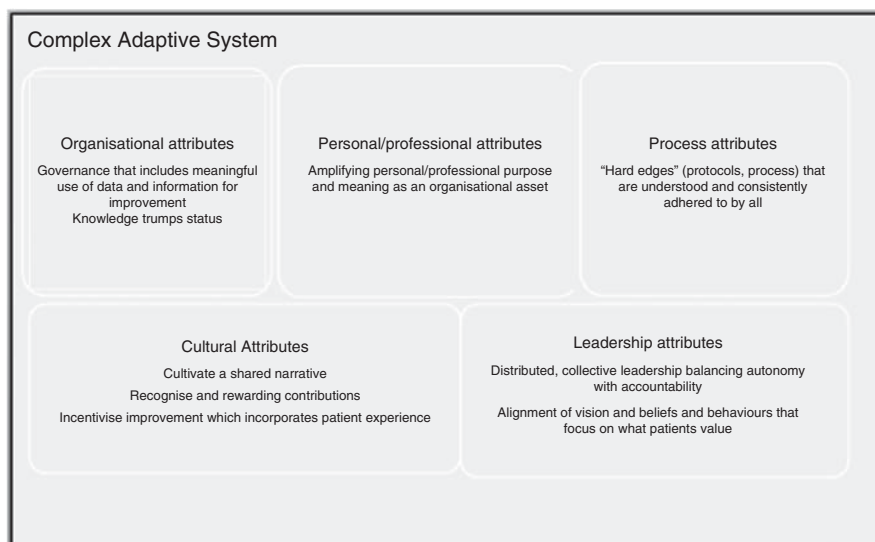 Complex Adaptive System
Organisational attributes
Governance that includes meaningful
use of data and information for
improvement
Knowledge trumps status
Personal/professional attributes
Amplifying personal/professional purpose
and meaning as an organisational asset
Process attributes
“Hard edges” (protocols, process) that
are understood and consistently
adhered to by all
Cultural Attributes
Cultivate a shared narrative
Recognise and rewarding contributions
Incentivise improvement which incorporates patient experience
Leadership attributes
Distributed, collective leadership balancing autonomy
with accountability
Alignment of vision and beliefs and behaviours that
focus on what patients value